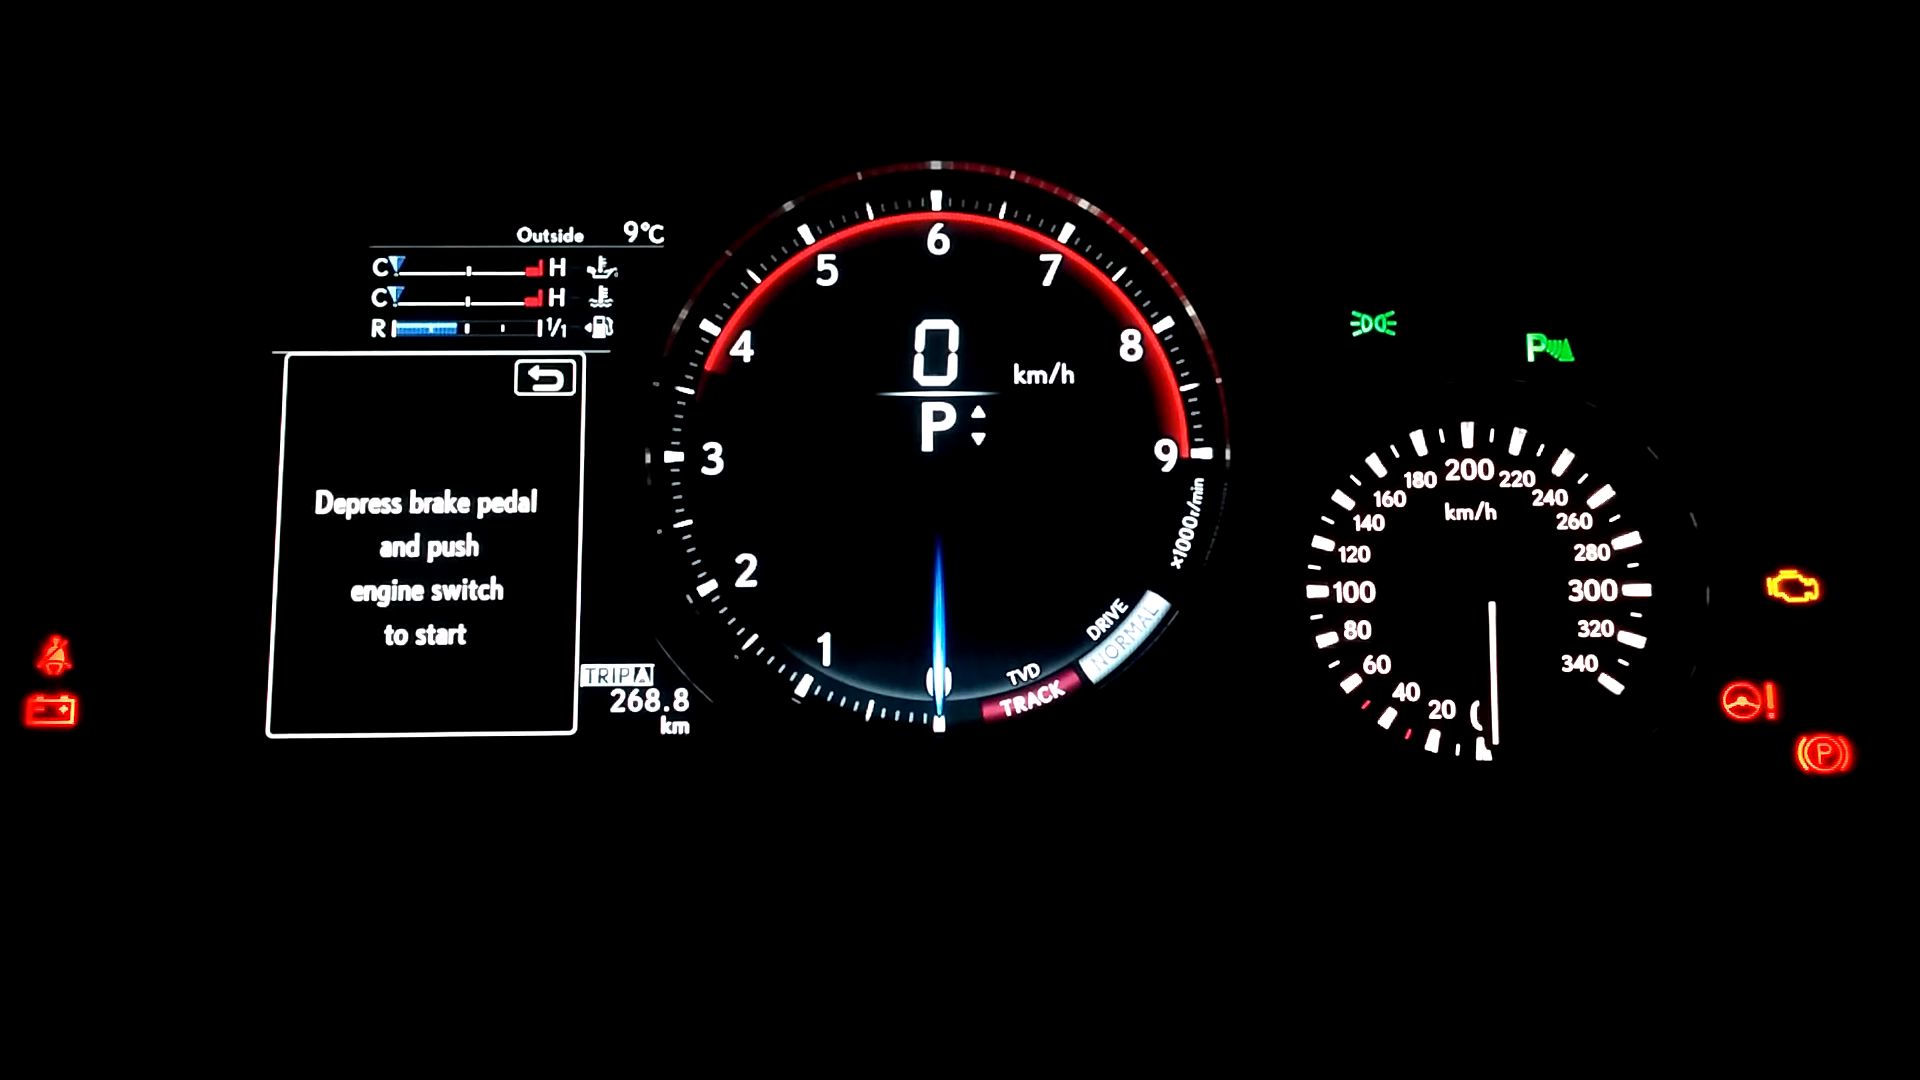 Outside 9°C
C H
C H
R 1/1
Depress brake pedal
and push
engine switch
to start
TRIP A
268.8
km
1
2
3
4
5
6
7
8
9
x1000r/min
0
km/h
P
DRIVE
NORMAL
TVD
TRACK
P
20
40
60
80
100
120
140
160
180
200
220
240
260
280
300
320
340
km/h
!
P